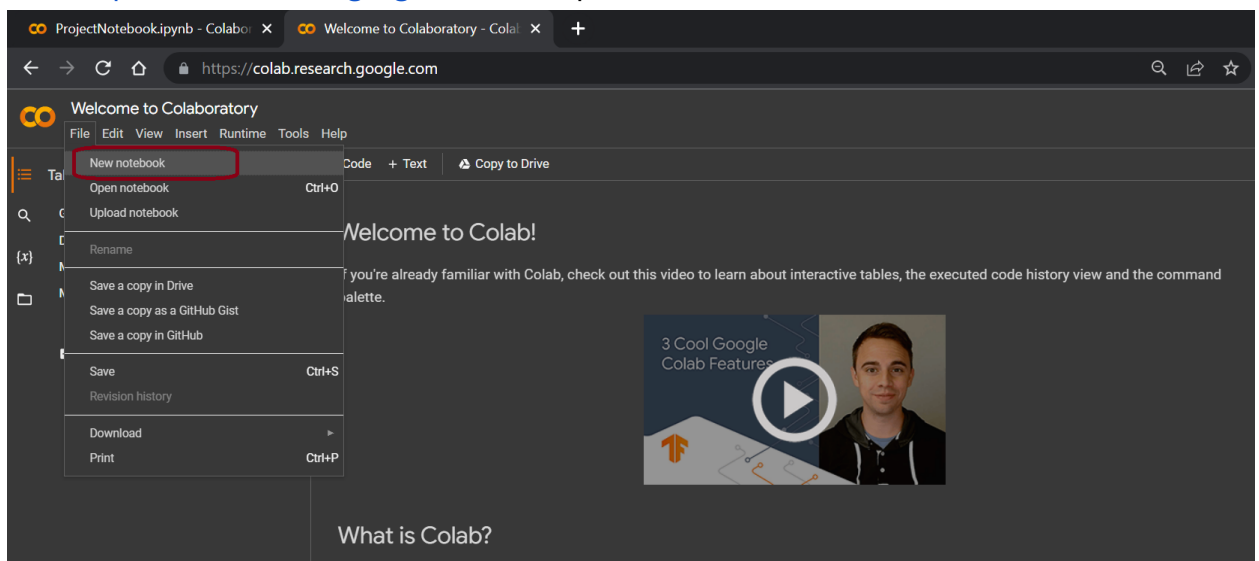 ProjectNotebook.ipynb - Colabo
Welcome to Colaboratory - Colab
https://colab.research.google.com
Welcome to Colaboratory
File Edit View Insert Runtime Tools Help
New notebook
Open notebook Ctrl+O
Upload notebook
Rename
Save a copy in Drive
Save a copy as a GitHub Gist
Save a copy in GitHub
Save Ctrl+S
Revision history
Download
Print Ctrl+P
Code + Text Copy to Drive
{x}
Welcome to Colab!
f you're already familiar with Colab, check out this video to learn about interactive tables, the executed code history view and the command
alette.
3 Cool Google
Colab Features
What is Colab?